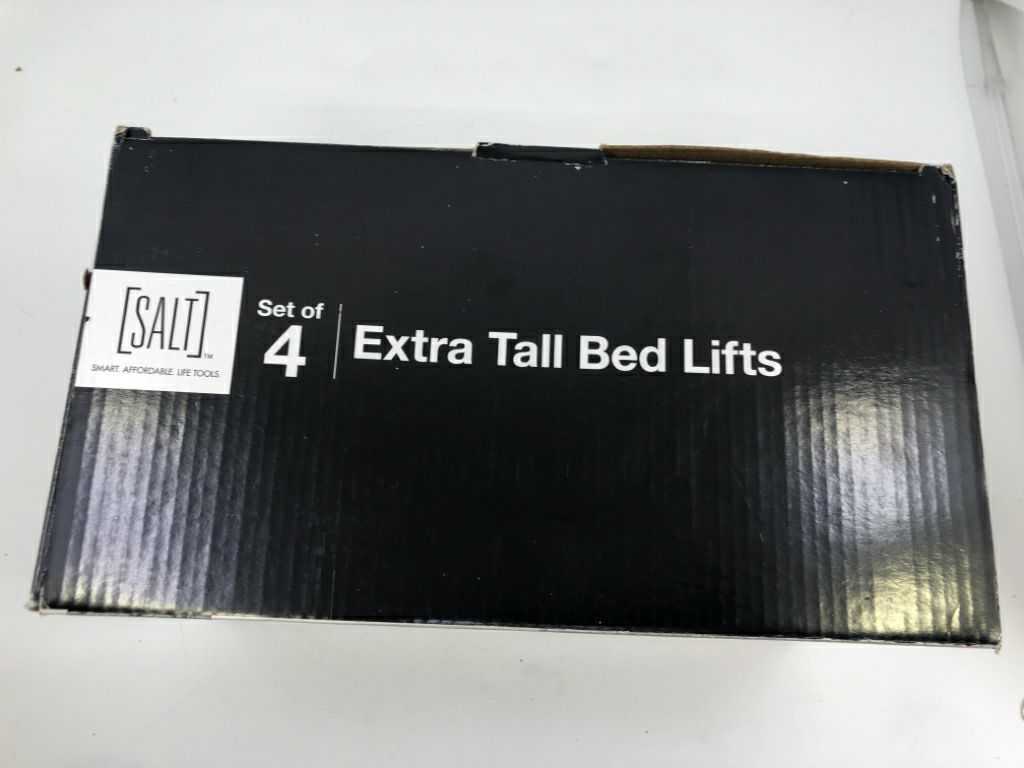 [SALT]™
SMART. AFFORDABLE. LIFE TOOLS.
Set of
4
Extra Tall Bed Lifts